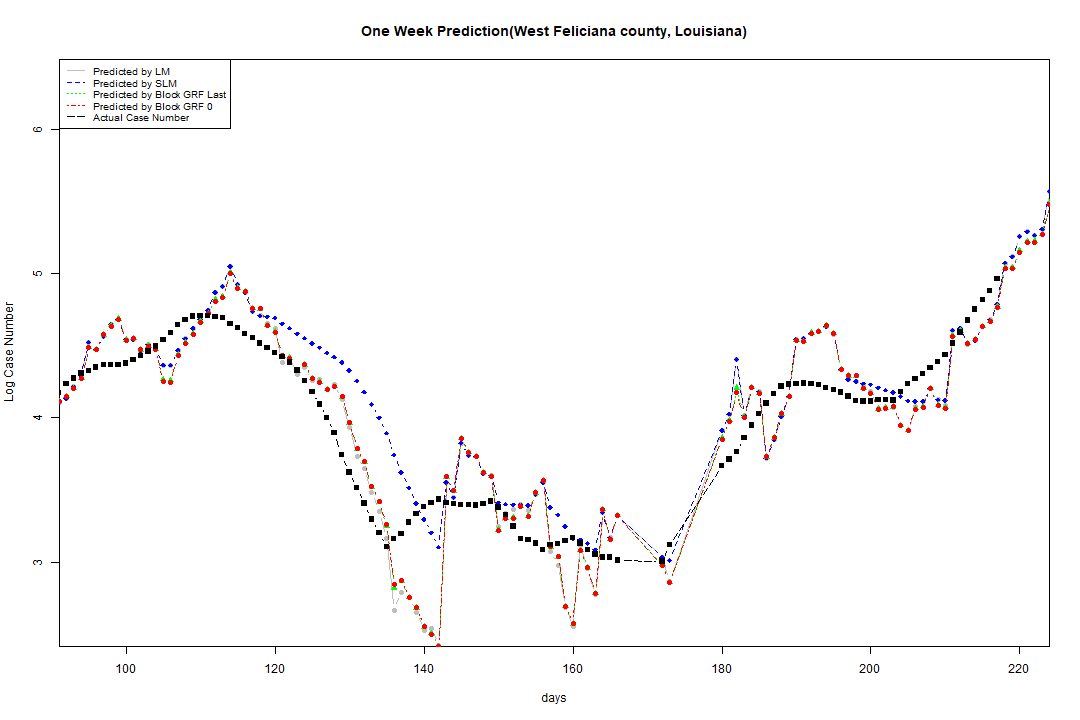 One Week Prediction(West Feliciana county, Louisiana)
Predicted by LM
Predicted by SLM
Predicted by Block GRF Last
Predicted by Block GRF 0
Actual Case Number
6
5
4
3
Log Case Number
100 120 140 160 180 200 220
days